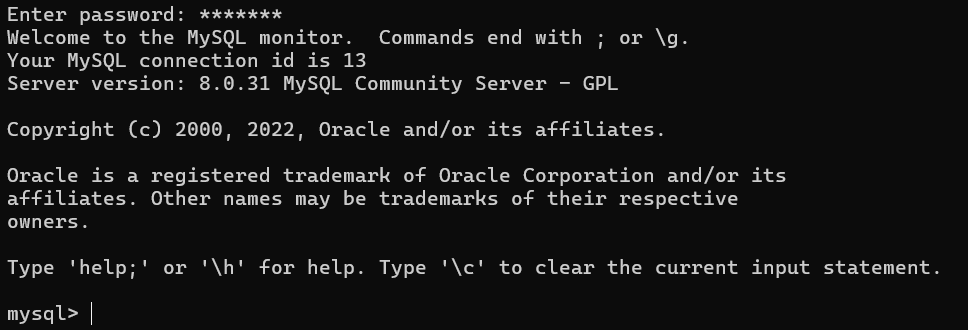 Enter password: *******
Welcome to the MySQL monitor.  Commands end with ; or \g.
Your MySQL connection id is 13
Server version: 8.0.31 MySQL Community Server - GPL

Copyright (c) 2000, 2022, Oracle and/or its affiliates.

Oracle is a registered trademark of Oracle Corporation and/or its
affiliates. Other names may be trademarks of their respective
owners.

Type 'help;' or '\h' for help. Type '\c' to clear the current input statement.

mysql>